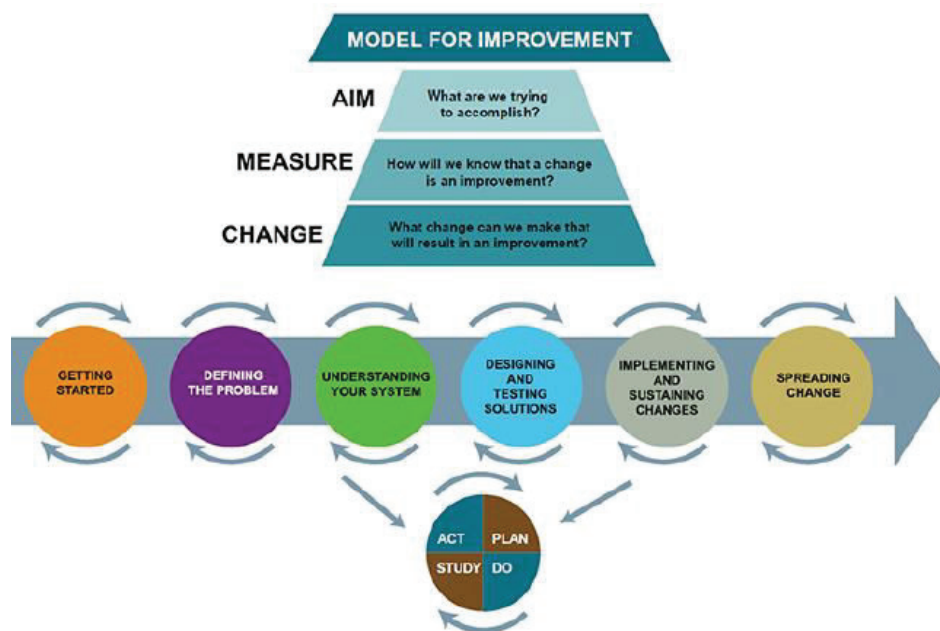 MODEL FOR IMPROVEMENT
AIM
What are we trying
to accomplish?
MEASURE
How will we know that a change
is an improvement?
CHANGE
What change can we make that
will result in an improvement?
GETTING
STARTED
DEFINING
THE PROBLEM
UNDERSTANDING
YOUR SYSTEM
DESIGNING
AND
TESTING
SOLUTIONS
IMPLEMENTING
AND
SUSTAINING
CHANGES
SPREADING
CHANGE
ACT
PLAN
STUDY
DO